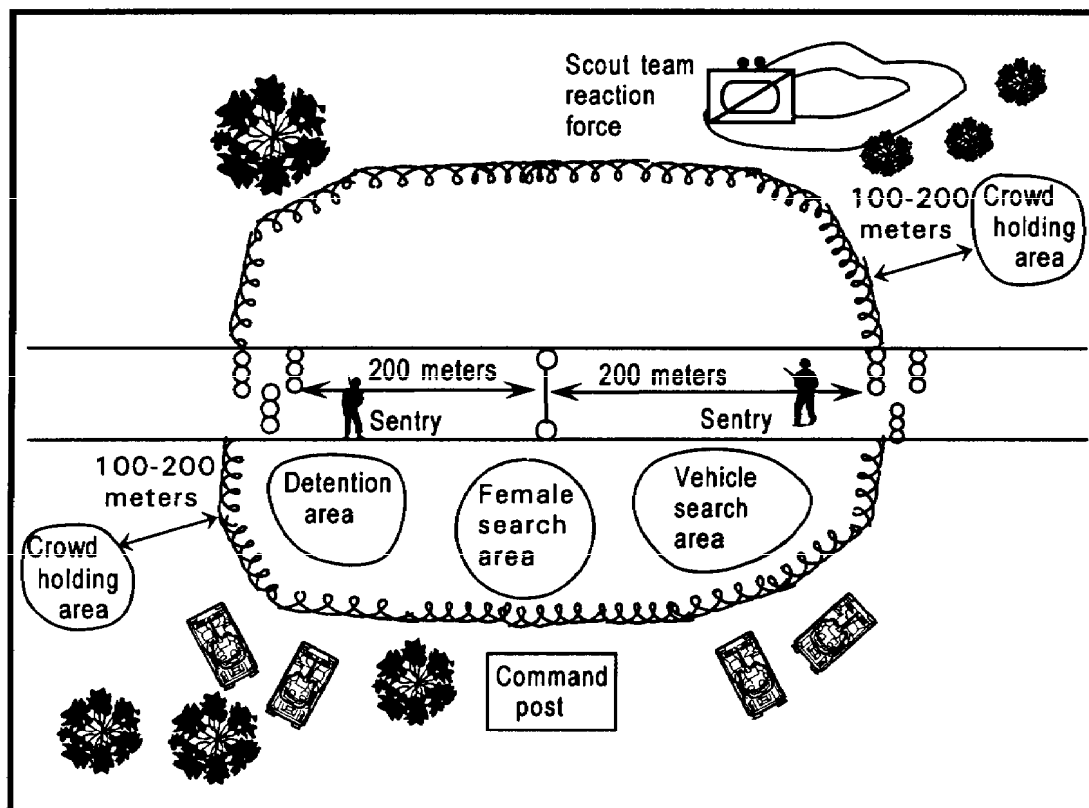 Scout team
reaction
force
100-200
meters
Crowd
holding
area
200 meters
200 meters
Sentry
Sentry
100-200
meters
Detention
area
Female
search
area
Vehicle
search
area
Crowd
holding
area
Command
post